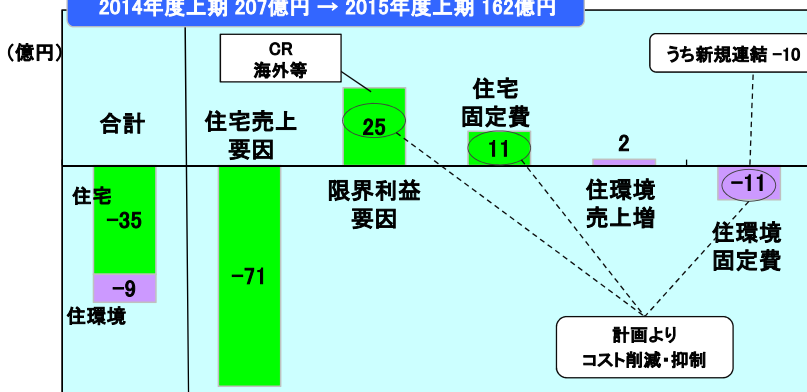 2014年度上期 207億円 → 2015年度上期 162億円
(億円)
CR
海外等
うち新規連結 -10
合計
住宅売上
要因
25
住宅
固定費
11
2
住宅
-35
-9
住環境
-71
限界利益
要因
住環境
売上増
-11
住環境
固定費
計画より
コスト削減・抑制